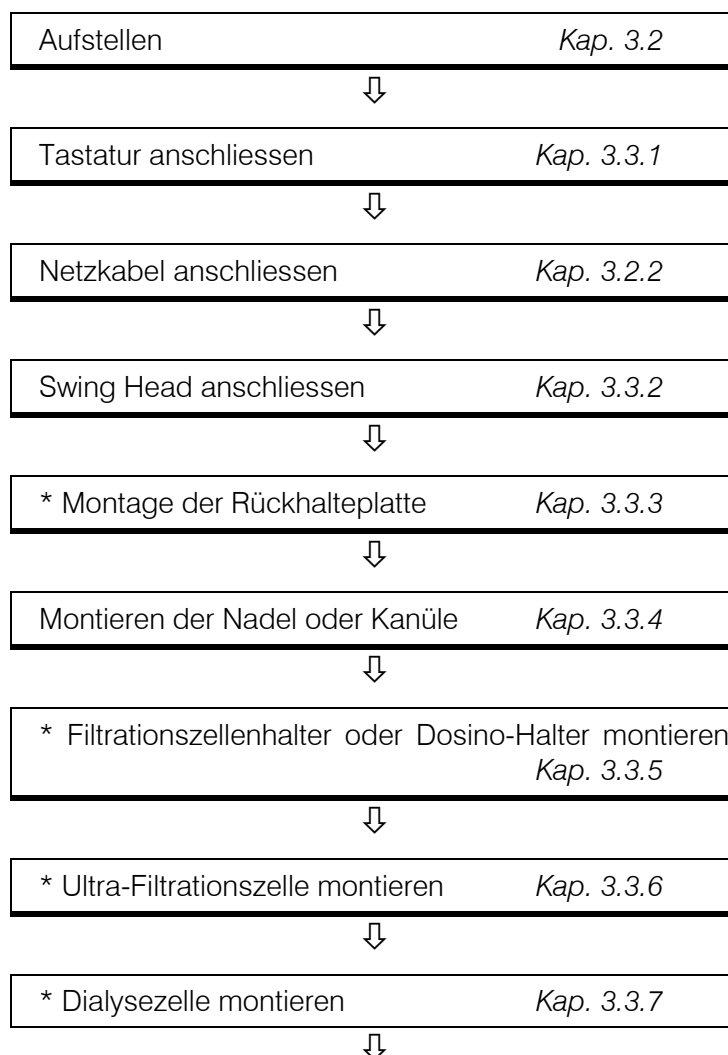 Aufstellen Kap. 3.2
⇩
Tastatur anschliessen Kap. 3.3.1
⇩
Netzkabel anschliessen Kap. 3.2.2
⇩
Swing Head anschliessen Kap. 3.3.2
⇩
* Montage der Rückhalteplatte Kap. 3.3.3
⇩
Montieren der Nadel oder Kanüle Kap. 3.3.4
⇩
* Filtrationszellenhalter oder Dosino-Halter montieren
Kap. 3.3.5
⇩
* Ultra-Filtrationszelle montieren Kap. 3.3.6
⇩
* Dialysezelle montieren Kap. 3.3.7
⇩